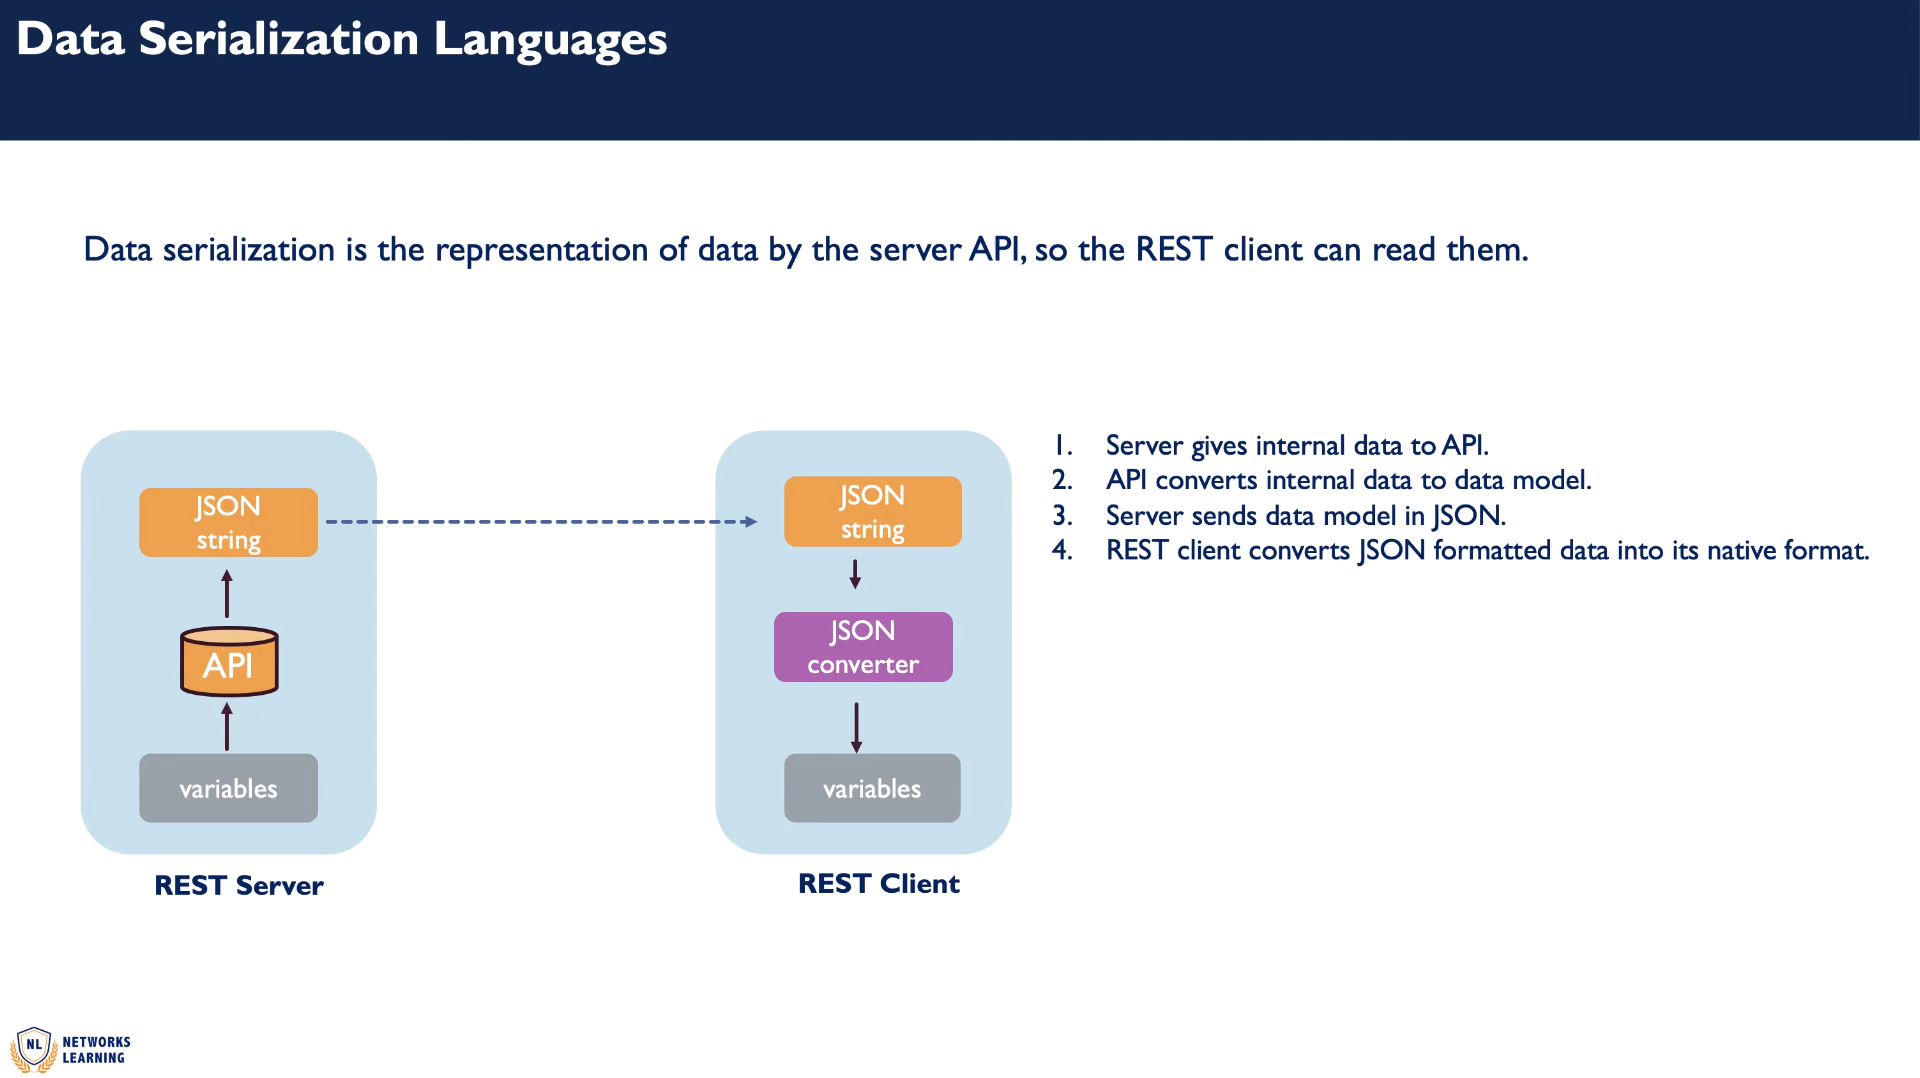 Data Serialization Languages
Data serialization is the representation of data by the server API, so the REST client can read them.
JSON
string
API
variables
REST Server
JSON
string
JSON
converter
variables
REST Client
1. Server gives internal data to API.
2. API converts internal data to data model.
3. Server sends data model in JSON.
4. REST client converts JSON formatted data into its native format.
NL
NETWORKS
LEARNING